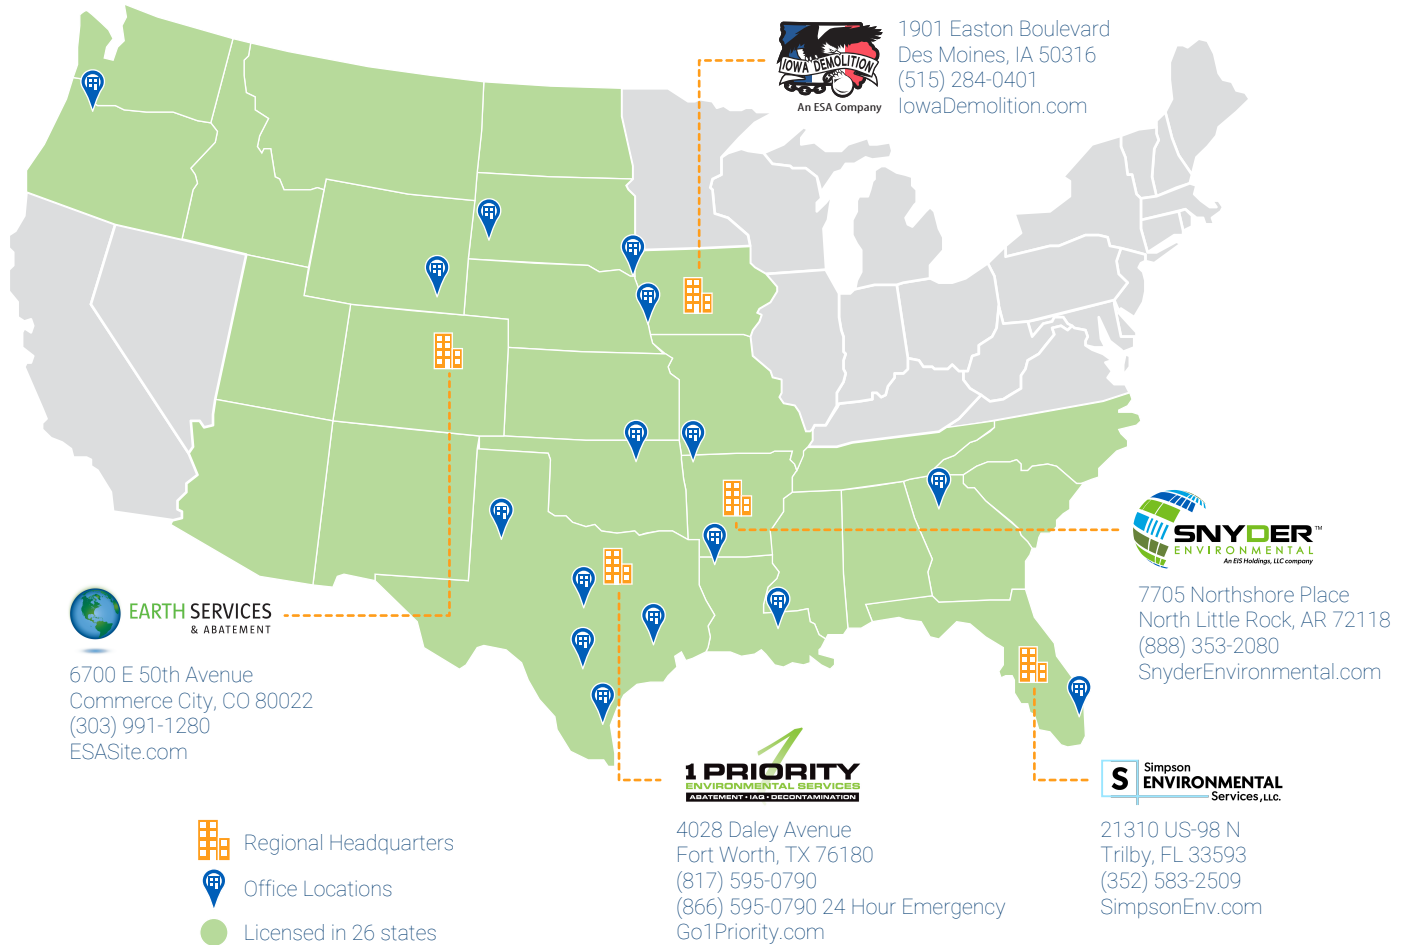 IOWA DEMOLITION
An ESA Company
1901 Easton Boulevard
Des Moines, IA 50316
(515) 284-0401
IowaDemolition.com
SNYDER™
ENVIRONMENTAL
An EIS Holdings, LLC company
7705 Northshore Place
North Little Rock, AR 72118
(888) 353-2080
SnyderEnvironmental.com
EARTH SERVICES
& ABATEMENT
6700 E 50th Avenue
Commerce City, CO 80022
(303) 991-1280
ESASite.com
1 PRIORITY
ENVIRONMENTAL SERVICES
ABATEMENT • IAQ • DECONTAMINATION
4028 Daley Avenue
Fort Worth, TX 76180
(817) 595-0790
(866) 595-0790 24 Hour Emergency
Go1Priority.com
S
Simpson
ENVIRONMENTAL
Services, LLC.
21310 US-98 N
Trilby, FL 33593
(352) 583-2509
SimpsonEnv.com
Regional Headquarters
Office Locations
Licensed in 26 states